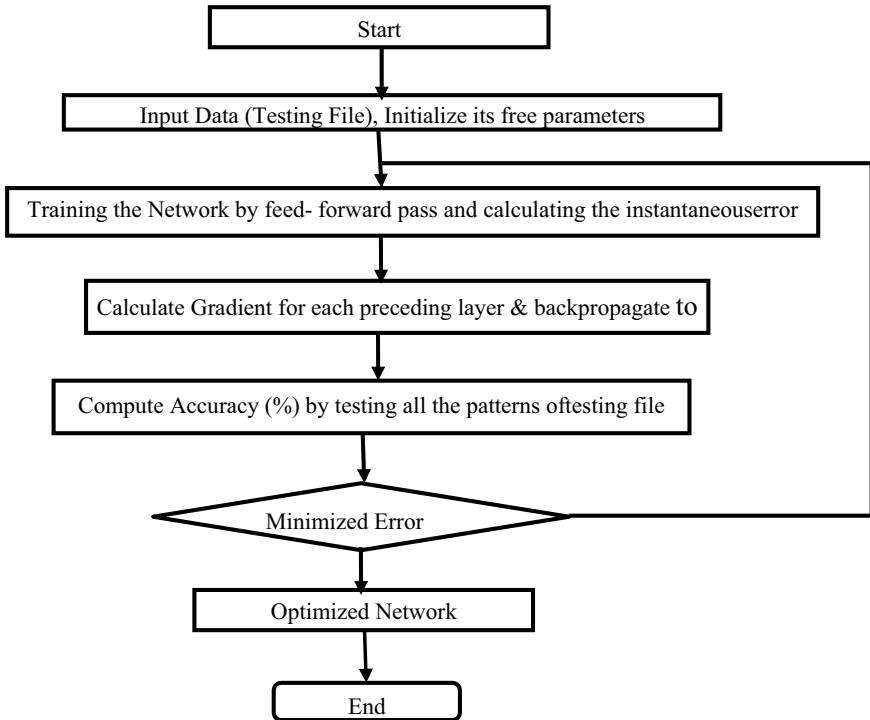 Start
Input Data (Testing File), Initialize its free parameters
Training the Network by feed- forward pass and calculating the instantaneouserror
Calculate Gradient for each preceding layer & backpropagate to
Compute Accuracy (%) by testing all the patterns oftesting file
Minimized Error
Optimized Network
End